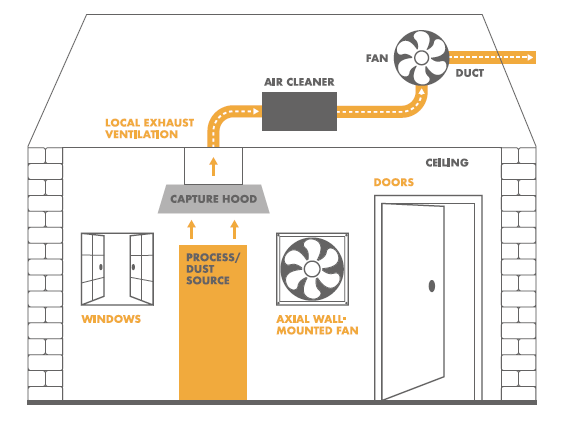 FAN
DUCT
AIR CLEANER
LOCAL EXHAUST
VENTILATION
CEILING
DOORS
CAPTURE HOOD
PROCESS/
DUST
SOURCE
WINDOWS
AXIAL WALL-
MOUNTED FAN